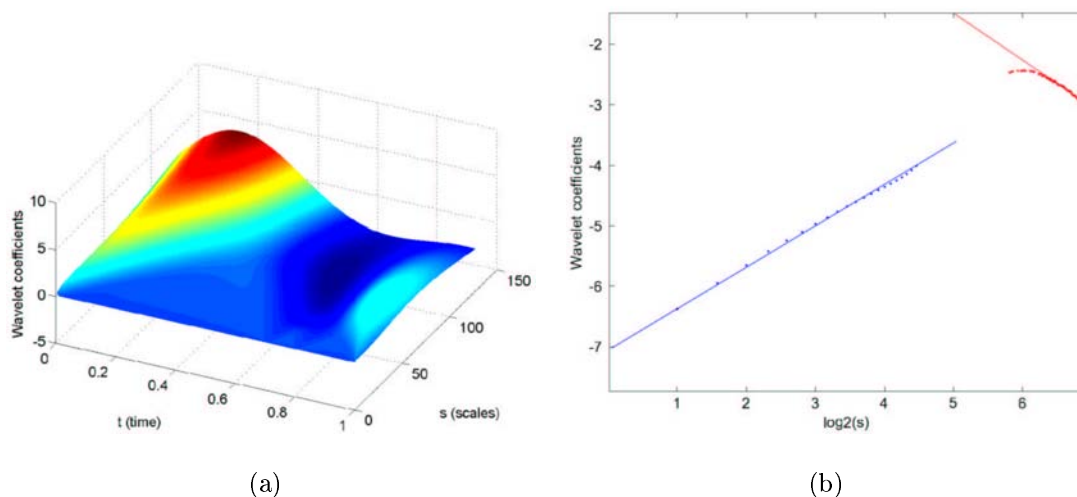 10
5
0
-5
Wavelet coefficients
0
0.2
0.4
0.6
0.8
1
t (time)
0
50
100
150
s (scales)
(a)
-2
-3
-4
-5
-6
-7
Wavelet coefficients
1 2 3 4 5 6
log2(s)
(b)